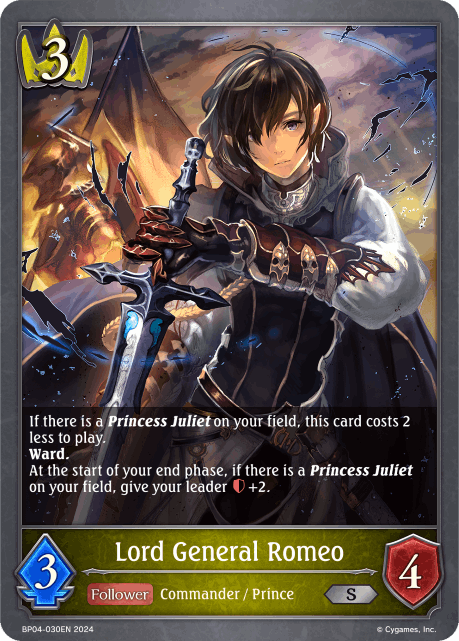 3
If there is a Princess Juliet on your field, this card costs 2
less to play.
Ward.
At the start of your end phase, if there is a Princess Juliet
on your field, give your leader +2.
Lord General Romeo
3
Follower Commander / Prince S
4
BP04-030EN 2024 © Cygames, Inc.